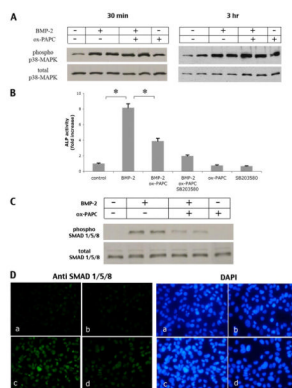 A
30 min
3 hr
BMP-2 - + + - - + + -
ox-PAPC - - + + - - + +
phospho
p38-MAPK
total
p38-MAPK
B
ALP activity
(fold increase)
10
8
6
4
2
0
*
*
control
BMP-2
BMP-2
ox-PAPC
BMP-2
ox-PAPC
SB203580
ox-PAPC
SB203580
C
BMP-2 - + + -
ox-PAPC - - + +
phospho
SMAD 1/5/8
total
SMAD 1/5/8
D
Anti SMAD 1/5/8
DAPI
a
b
a
b
c
d
c
d